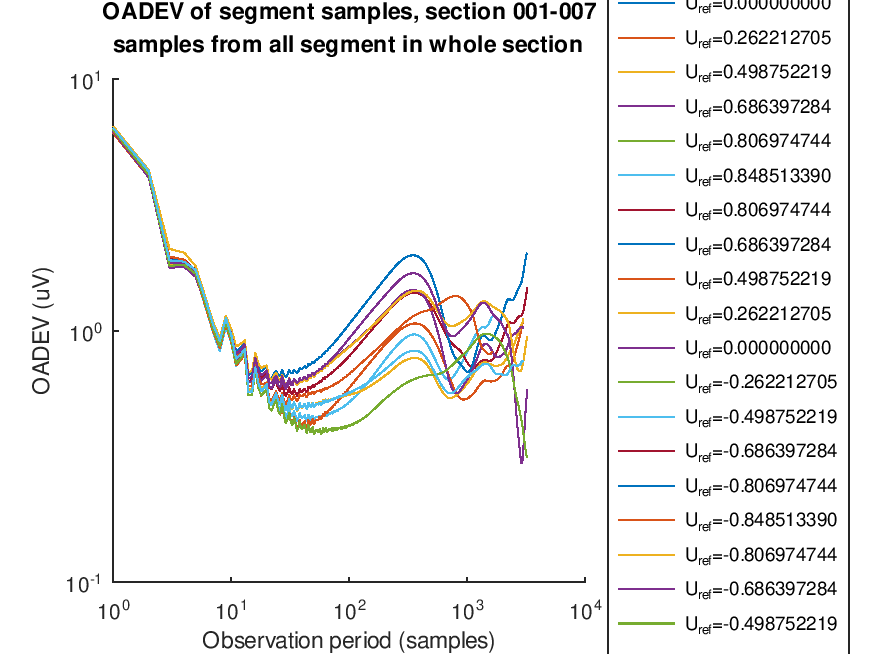 OADEV of segment samples, section 001-007
samples from all segment in whole section
10^1
10^0
10^-1
OADEV (uV)
10^0 10^1 10^2 10^3 10^4
Observation period (samples)
U_ref=0.000000000
U_ref=0.262212705
U_ref=0.498752219
U_ref=0.686397284
U_ref=0.806974744
U_ref=0.848513390
U_ref=0.806974744
U_ref=0.686397284
U_ref=0.498752219
U_ref=0.262212705
U_ref=0.000000000
U_ref=-0.262212705
U_ref=-0.498752219
U_ref=-0.686397284
U_ref=-0.806974744
U_ref=-0.848513390
U_ref=-0.806974744
U_ref=-0.686397284
U_ref=-0.498752219